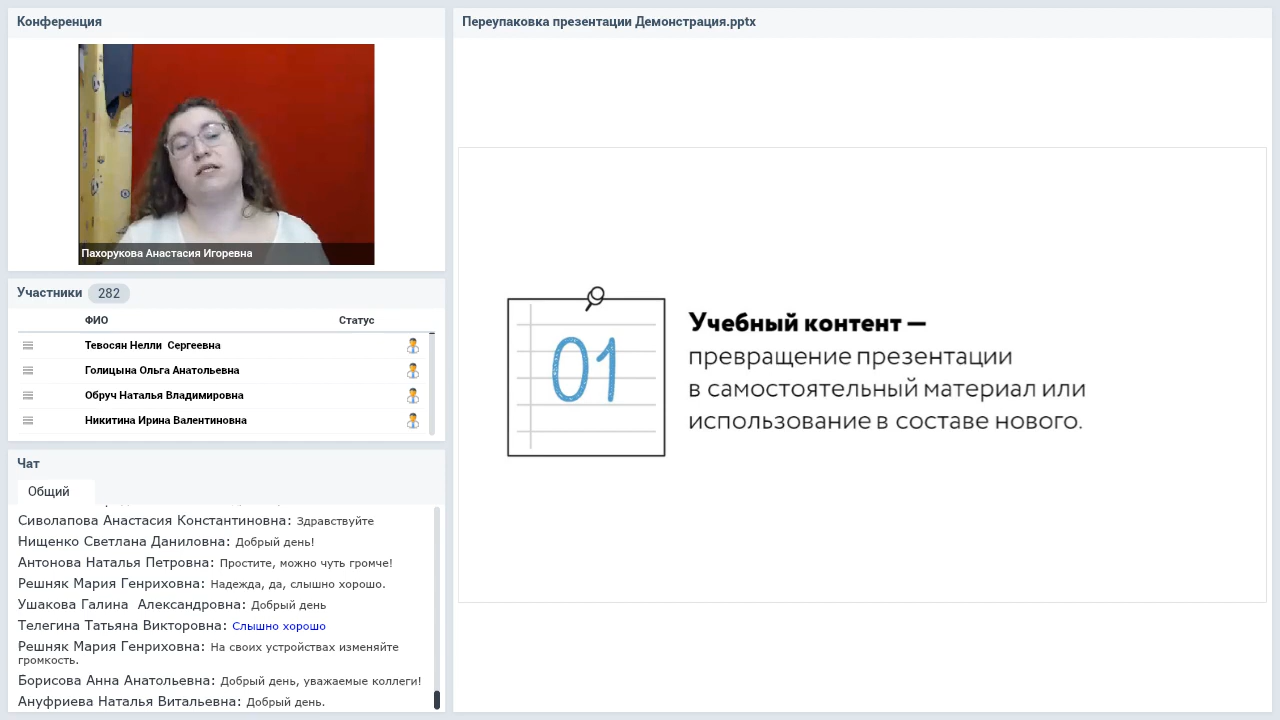 Конференция
Пахорукова Анастасия Игоревна
Участники 282
ФИО Статус
Тевосян Нелли Сергеевна
Голицына Ольга Анатольевна
Обруч Наталья Владимировна
Никитина Ирина Валентиновна
Чат
Общий
Сиволапова Анастасия Константиновна: Здравствуйте
Нищенко Светлана Даниловна: Добрый день!
Антонова Наталья Петровна: Простите, можно чуть громче!
Решняк Мария Генриховна: Надежда, да, слышно хорошо.
Ушакова Галина Александровна: Добрый день
Телегина Татьяна Викторовна: Слышно хорошо
Решняк Мария Генриховна: На своих устройствах изменяйте
громкость.
Борисова Анна Анатольевна: Добрый день, уважаемые коллеги!
Ануфриева Наталья Витальевна: Добрый день.
Переупаковка презентации Демонстрация.pptx
01
Учебный контент —
превращение презентации
в самостоятельный материал или
использование в составе нового.